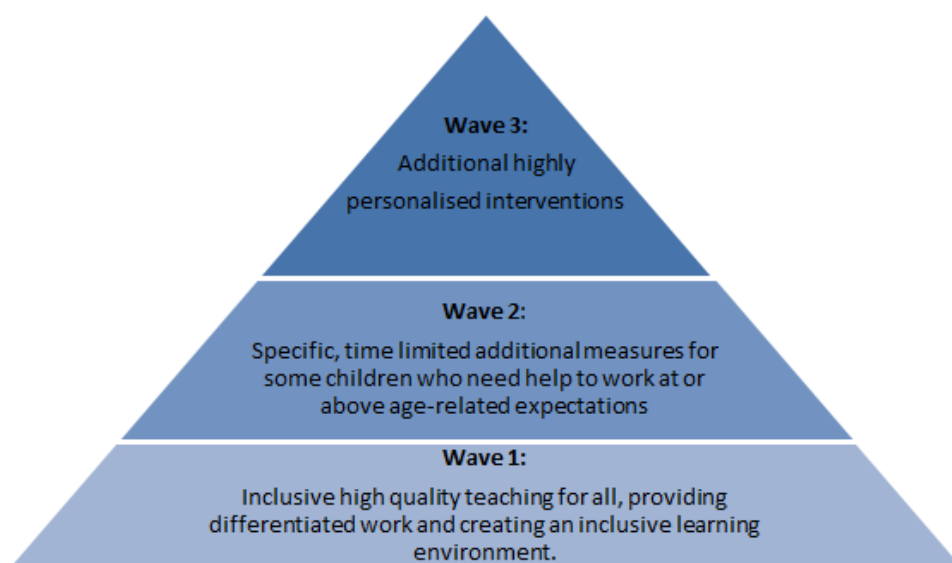 Wave 3:
Additional highly
personalised interventions
Wave 2:
Specific, time limited additional measures for
some children who need help to work at or
above age-related expectations
Wave 1:
Inclusive high quality teaching for all, providing
differentiated work and creating an inclusive learning
environment.